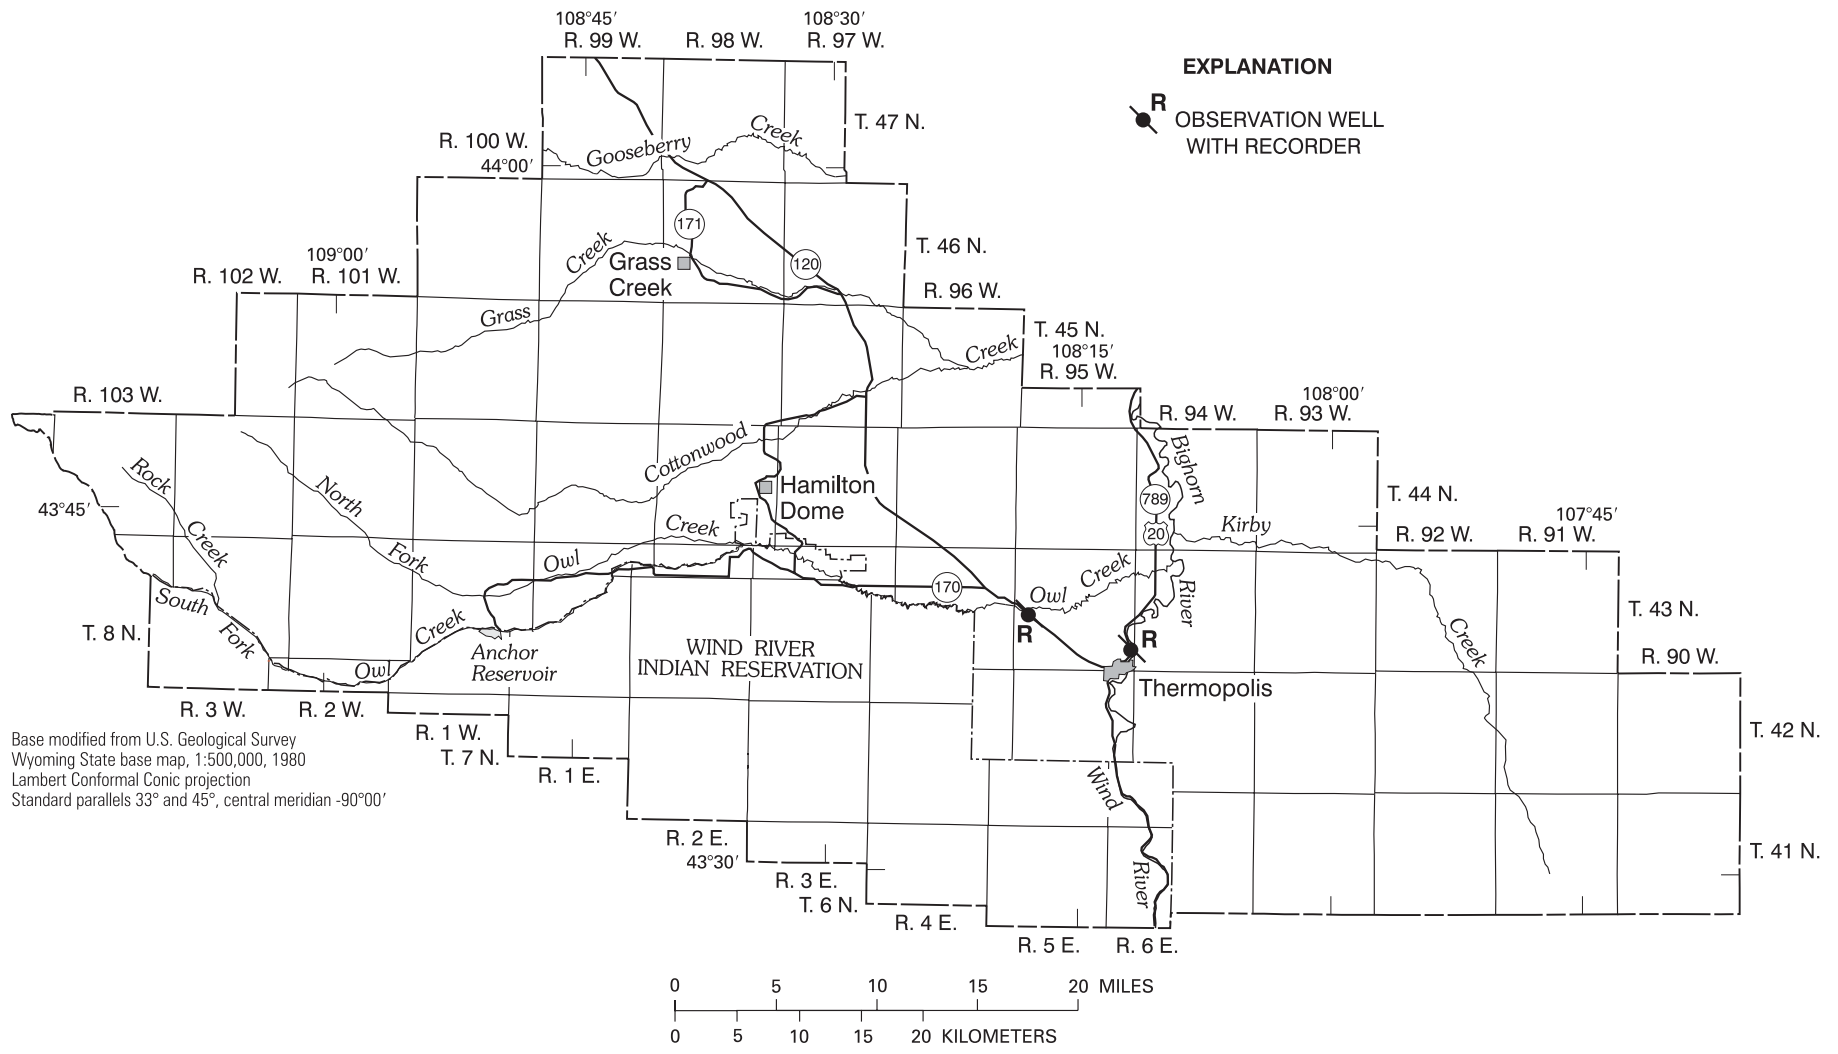 108°45′ 108°30′
R. 99 W. R. 98 W. R. 97 W.
EXPLANATION
R
OBSERVATION WELL
WITH RECORDER
T. 47 N.
R. 100 W.
44°00′
Gooseberry Creek
171
T. 46 N.
109°00′
R. 102 W. R. 101 W.
Creek
Grass
Creek
120
R. 96 W.
Grass
T. 45 N.
108°15′
R. 95 W.
Creek
R. 103 W.
108°00′
R. 94 W. R. 93 W.
Cottonwood
Bighorn
Rock
North
Hamilton
Dome
789
T. 44 N.
43°45′
107°45′
R. 92 W. R. 91 W.
Creek
Creek
20
Kirby
Fork
Owl
170
Owl
Creek
River
South
Fork
Creek
T. 43 N.
T. 8 N.
R
R
Creek
Anchor
Reservoir
WIND RIVER
INDIAN RESERVATION
R. 90 W.
Owl
Thermopolis
R. 3 W. R. 2 W.
R. 1 W.
T. 7 N.
T. 42 N.
Base modified from U.S. Geological Survey
Wyoming State base map, 1:500,000, 1980
Lambert Conformal Conic projection
Standard parallels 33° and 45°, central meridian -90°00′
R. 1 E.
Wind
R. 2 E.
43°30′
T. 41 N.
R. 3 E.
T. 6 N.
River
R. 4 E.
R. 5 E. R. 6 E.
0 5 10 15 20 MILES
0 5 10 15 20 KILOMETERS